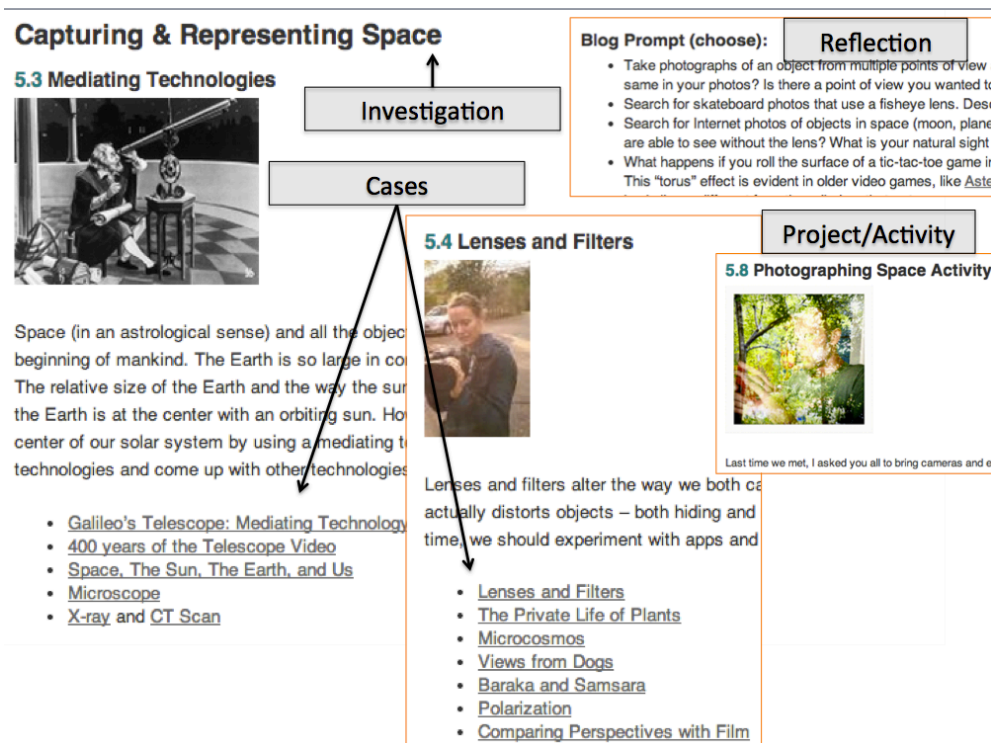 Capturing & Representing Space
5.3 Mediating Technologies
Investigation
Cases
Space (in an astrological sense) and all the objec
beginning of mankind. The Earth is so large in co
The relative size of the Earth and the way the sun
the Earth is at the center with an orbiting sun. Ho
center of our solar system by using a mediating t
technologies and come up with other technologies
• Galileo's Telescope: Mediating Technology
• 400 years of the Telescope Video
• Space, The Sun, The Earth, and Us
• Microscope
• X-ray and CT Scan
Blog Prompt (choose):
Reflection
• Take photographs of an object from multiple points of view
same in your photos? Is there a point of view you wanted to
• Search for skateboard photos that use a fisheye lens. Desc
• Search for Internet photos of objects in space (moon, plane
are able to see without the lens? What is your natural sight
• What happens if you roll the surface of a tic-tac-toe game in
This "torus" effect is evident in older video games, like Aste
5.4 Lenses and Filters
Lenses and filters alter the way we both ca
actually distorts objects – both hiding and
time, we should experiment with apps and
• Lenses and Filters
• The Private Life of Plants
• Microcosmos
• Views from Dogs
• Baraka and Samsara
• Polarization
• Comparing Perspectives with Film
Project/Activity
5.8 Photographing Space Activity
Last time we met, I asked you all to bring cameras and e